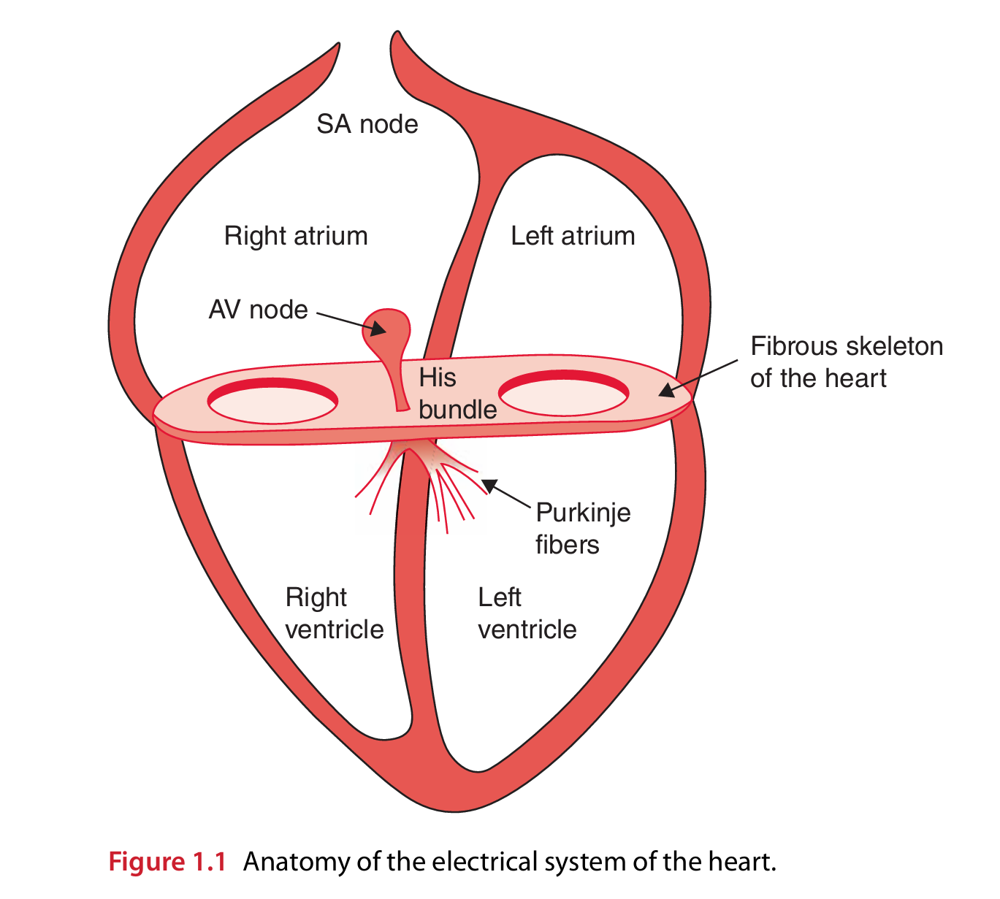 SA node
Right atrium
Left atrium
AV node
Fibrous skeleton
of the heart
His
bundle
Purkinje
fibers
Right
ventricle
Left
ventricle
Figure 1.1 Anatomy of the electrical system of the heart.